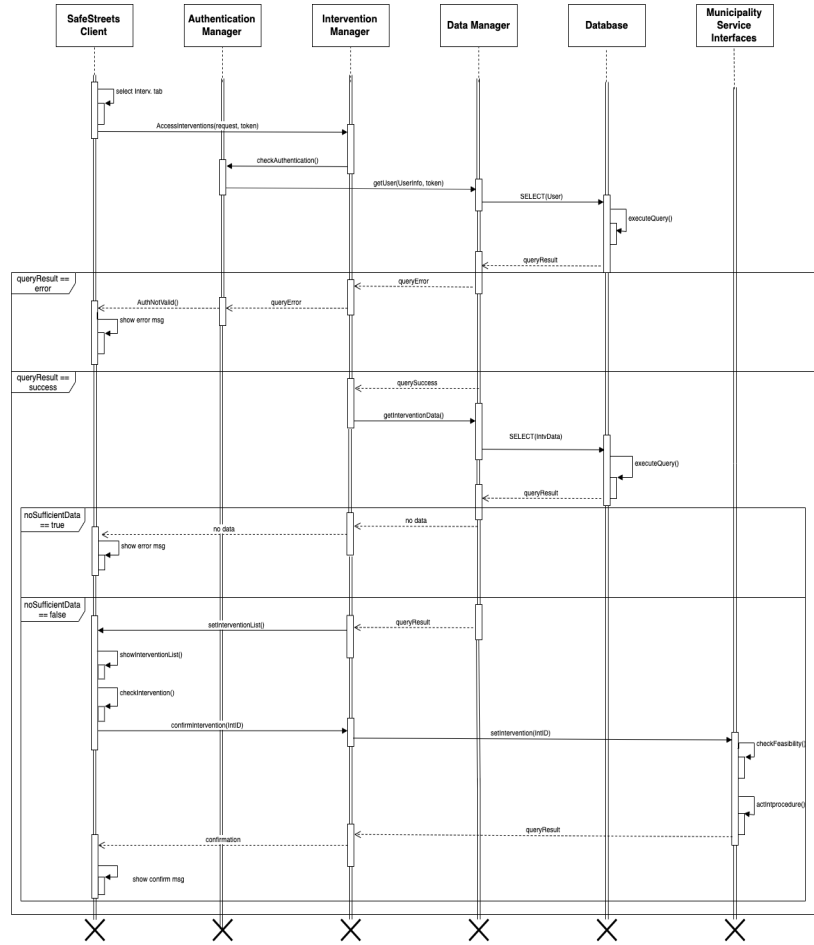 SafeStreets
Client
Authentication
Manager
Intervention
Manager
Data Manager
Database
Municipality
Service
Interfaces
select Interv. tab
AccessInterventions(request, token)
checkAuthentication()
getUser(UserInfo, token)
SELECT(User)
executeQuery()
queryResult
queryResult ==
error
queryError
AuthNotValid()
queryError
show error msg
queryResult ==
success
querySuccess
getInterventionData()
SELECT(IntvData)
executeQuery()
queryResult
noSufficientData
== true
no data
no data
show error msg
noSufficientData
== false
setInterventionList()
queryResult
showInterventionList()
checkIntervention()
confirmIntervention(IntID)
setIntervention(IntID)
checkFeasibility()
actIntprocedure()
queryResult
confirmation
show confirm msg